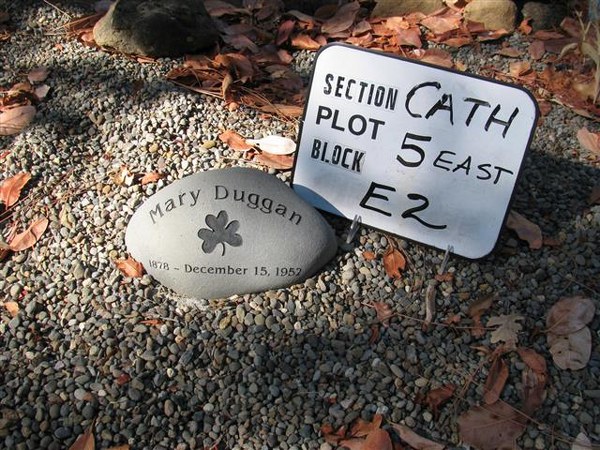 Mary Duggan
1878 - December 15, 1952
SECTION CATH
PLOT 5 EAST
BLOCK E2